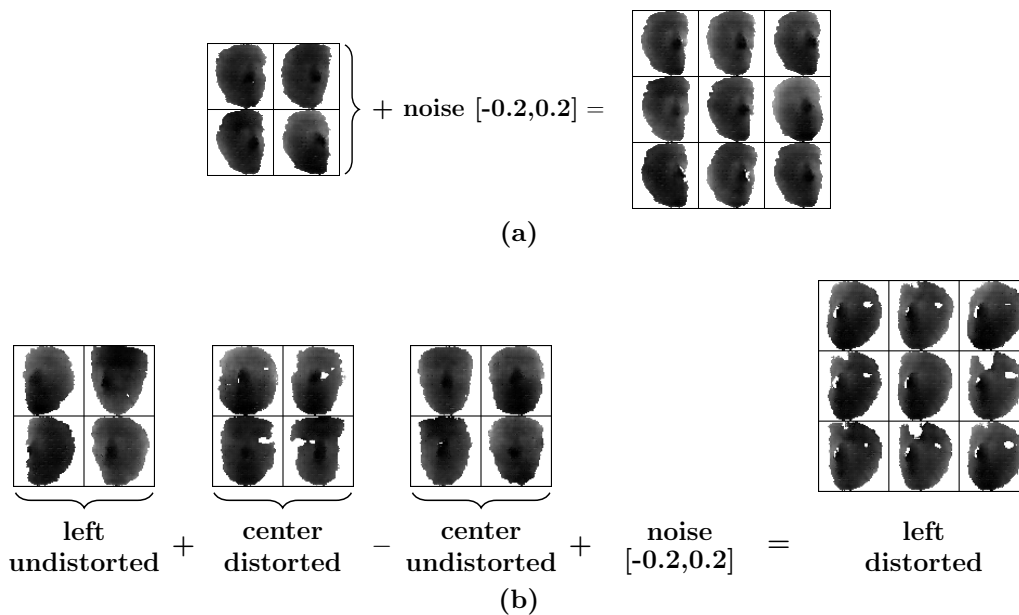 + noise [-0.2,0.2] =
(a)
left
undistorted
+
center
distorted
–
center
undistorted
+
noise
[-0.2,0.2]
=
left
distorted
(b)